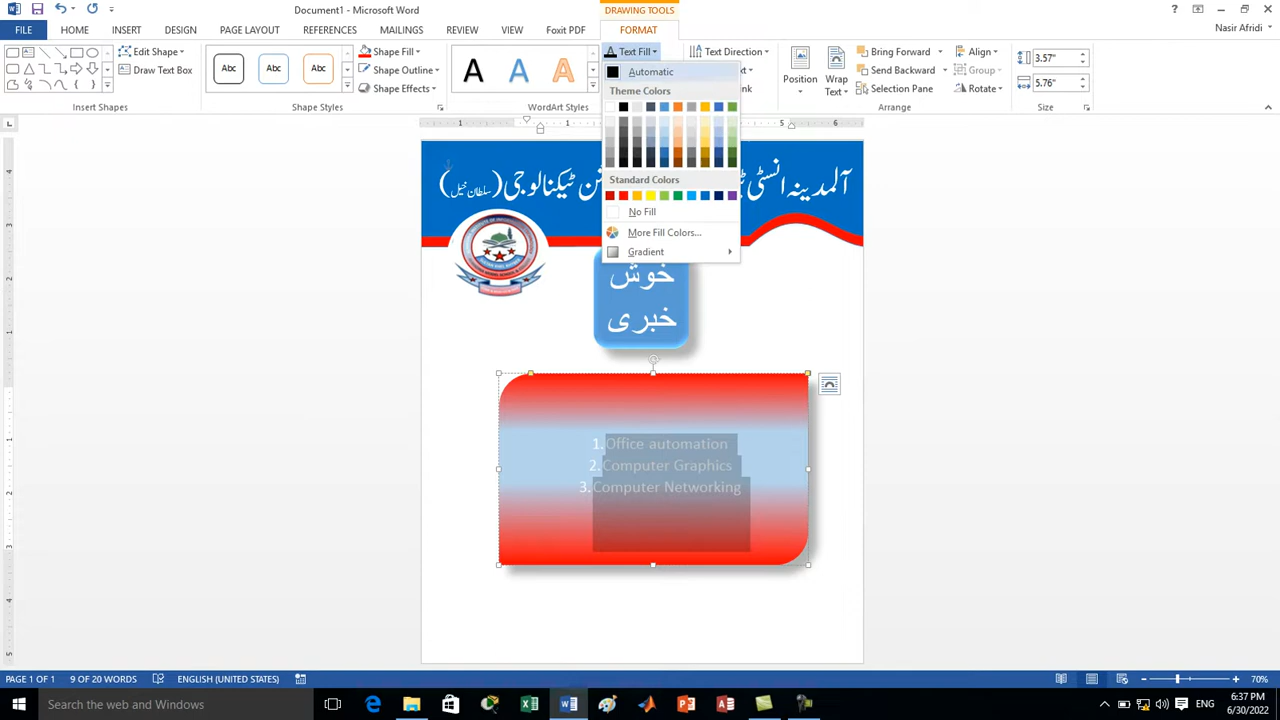 Document1 - Microsoft Word
DRAWING TOOLS
Nasir Afridi
FILE HOME INSERT DESIGN PAGE LAYOUT REFERENCES MAILINGS REVIEW VIEW Foxit PDF FORMAT
Edit Shape
Draw Text Box
Insert Shapes
Abc Abc Abc
Shape Fill
Shape Outline
Shape Effects
Shape Styles
A A A
WordArt Styles
Text Fill
Text Direction
Position
Wrap Text
Bring Forward
Send Backward
Selection Pane
Align
Group
Rotate
Arrange
3.57"
5.76"
Size
Automatic
Theme Colors
Standard Colors
No Fill
More Fill Colors...
Gradient
آلمدینہ انسٹی
ٹیکنالوجی (سلطان خیل)
خوش
خبری
1. Office automation
2. Computer Graphics
3. Computer Networking
PAGE 1 OF 1 9 OF 20 WORDS ENGLISH (UNITED STATES) 70%
Search the web and Windows
ENG
6:37 PM
6/30/2022